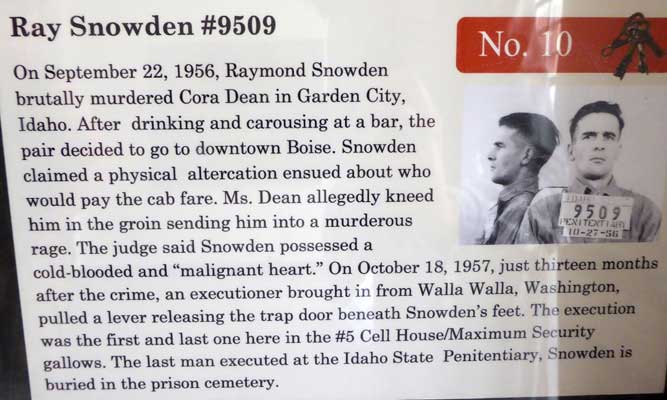 Ray Snowden #9509
No. 10
On September 22, 1956, Raymond Snowden
brutally murdered Cora Dean in Garden City,
Idaho. After drinking and carousing at a bar, the
pair decided to go to downtown Boise. Snowden
claimed a physical altercation ensued about who
would pay the cab fare. Ms. Dean allegedly kneed
him in the groin sending him into a murderous
rage. The judge said Snowden possessed a
cold-blooded and “malignant heart.” On October 18, 1957, just thirteen months
after the crime, an executioner brought in from Walla Walla, Washington,
pulled a lever releasing the trap door beneath Snowden’s feet. The execution
was the first and last one here in the #5 Cell House/Maximum Security
gallows. The last man executed at the Idaho State Penitentiary, Snowden is
buried in the prison cemetery.
IDAHO
9509
PENITENTIARY
10-27-56